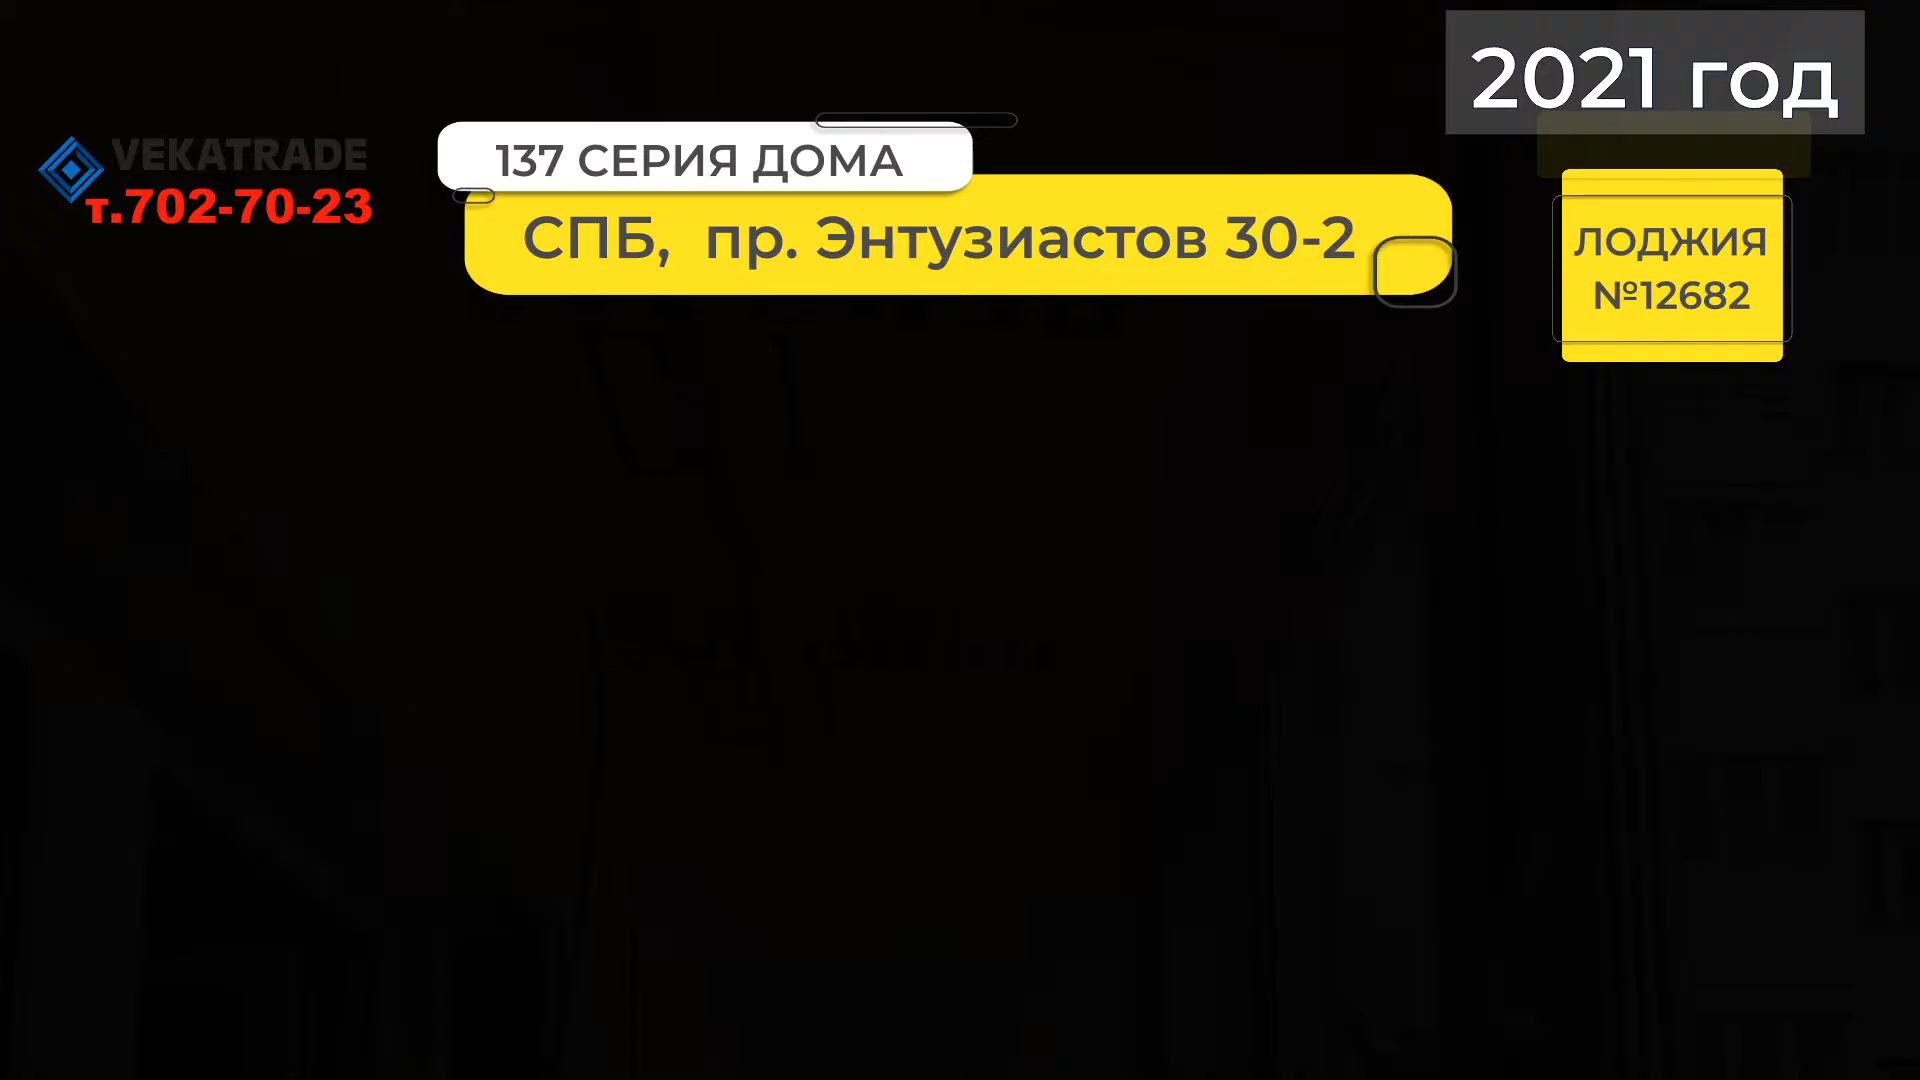 2021 год
VEKATRADE
т.702-70-23
137 СЕРИЯ ДОМА
СПБ, пр. Энтузиастов 30-2
ЛОДЖИЯ
№12682